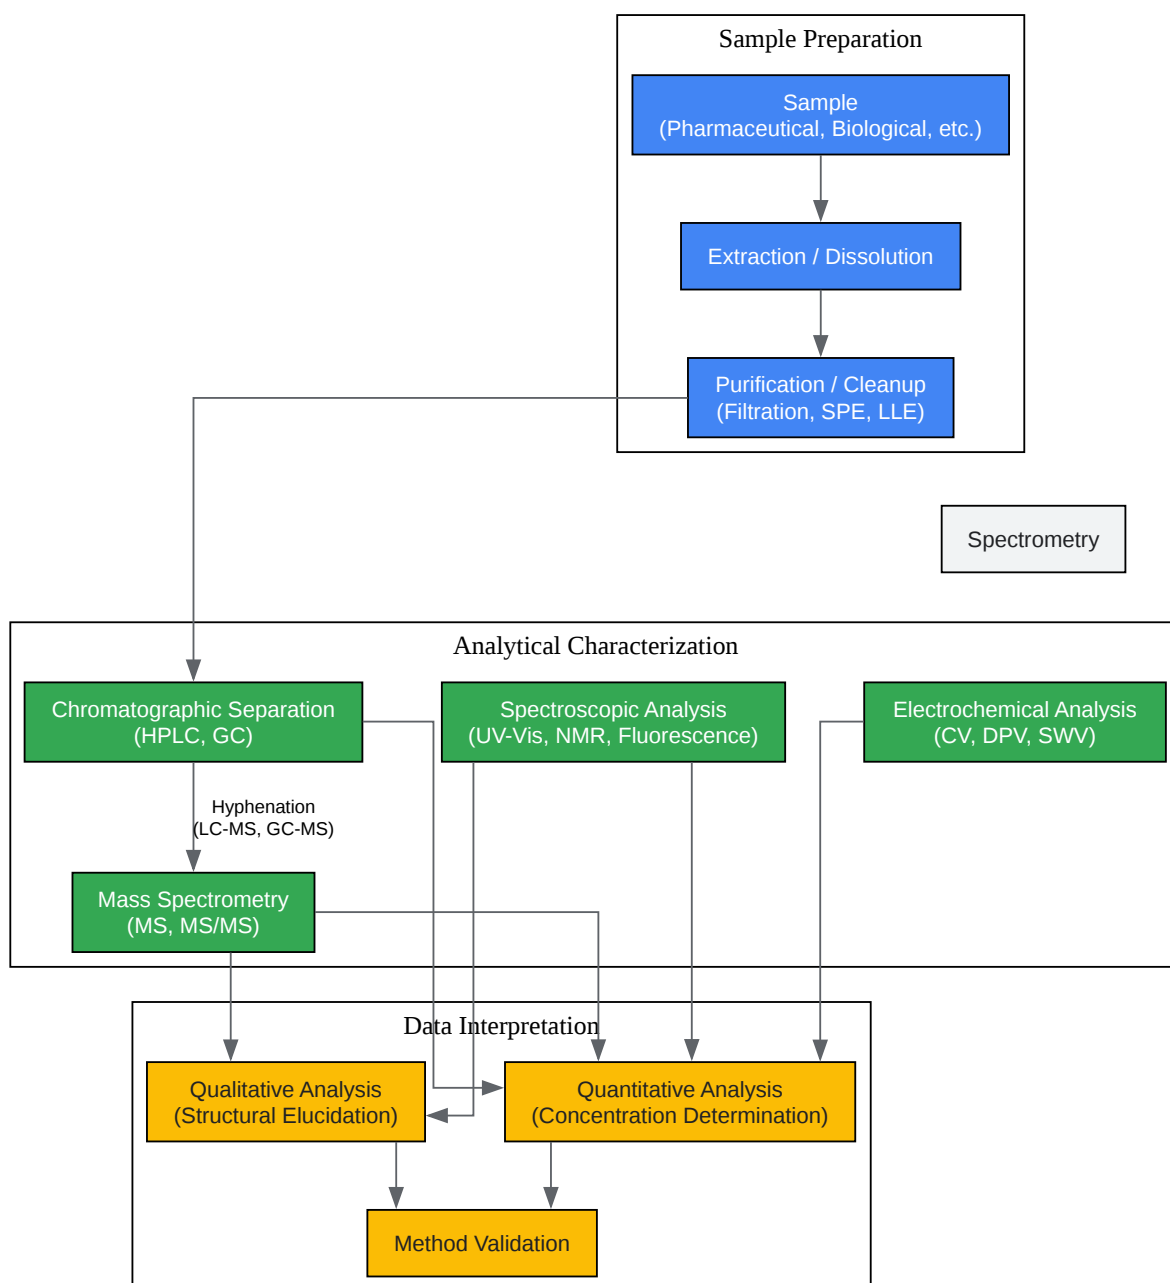 Sample Preparation
Sample
(Pharmaceutical, Biological, etc.)
Extraction / Dissolution
Purification / Cleanup
(Filtration, SPE, LLE)
Spectrometry
Analytical Characterization
Chromatographic Separation
(HPLC, GC)
Spectroscopic Analysis
(UV-Vis, NMR, Fluorescence)
Electrochemical Analysis
(CV, DPV, SWV)
Hyphenation
(LC-MS, GC-MS)
Mass Spectrometry
(MS, MS/MS)
Data Interpretation
Qualitative Analysis
(Structural Elucidation)
Quantitative Analysis
(Concentration Determination)
Method Validation